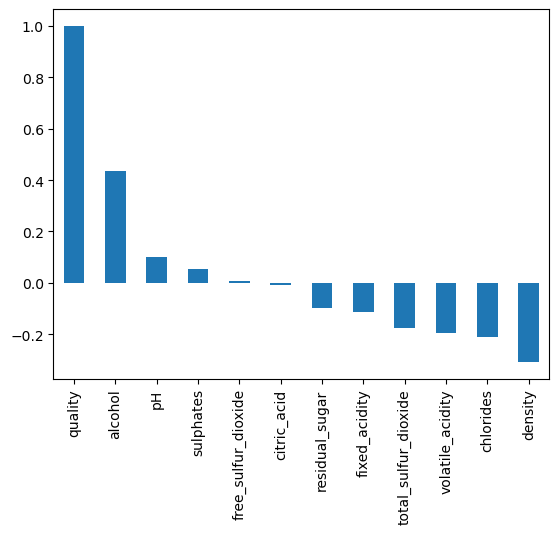 1.0
0.8
0.6
0.4
0.2
0.0
−0.2
quality
alcohol
pH
sulphates
free_sulfur_dioxide
citric_acid
residual_sugar
fixed_acidity
total_sulfur_dioxide
volatile_acidity
chlorides
density